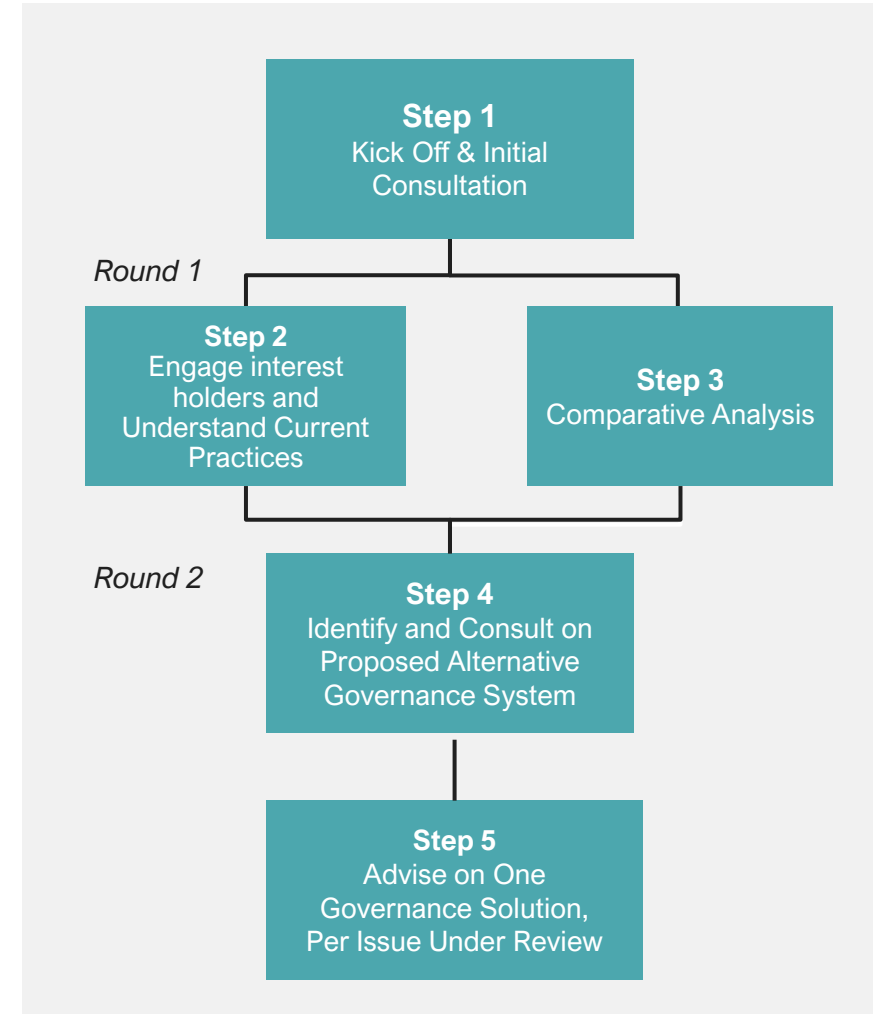 Step 1
Kick Off & Initial
Consultation
Round 1
Step 2
Engage interest
holders and
Understand Current
Practices
Step 3
Comparative Analysis
Round 2
Step 4
Identify and Consult on
Proposed Alternative
Governance System
Step 5
Advise on One
Governance Solution,
Per Issue Under Review